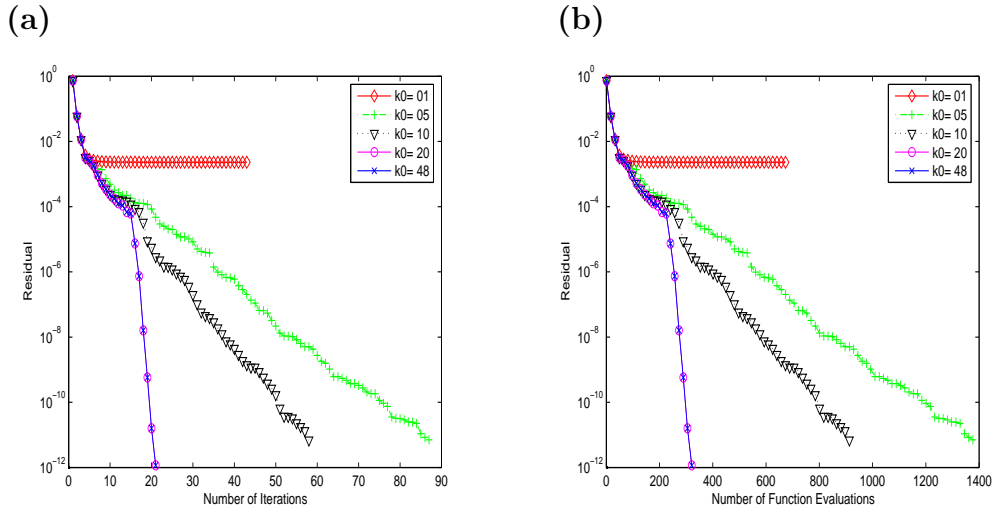 (a)
(b)
10^0
10^-2
10^-4
10^-6
10^-8
10^-10
10^-12
Residual
0 10 20 30 40 50 60 70 80 90
Number of Iterations
k0= 01
k0= 05
k0= 10
k0= 20
k0= 48
10^0
10^-2
10^-4
10^-6
10^-8
10^-10
10^-12
Residual
0 200 400 600 800 1000 1200 1400
Number of Function Evaluations
k0= 01
k0= 05
k0= 10
k0= 20
k0= 48